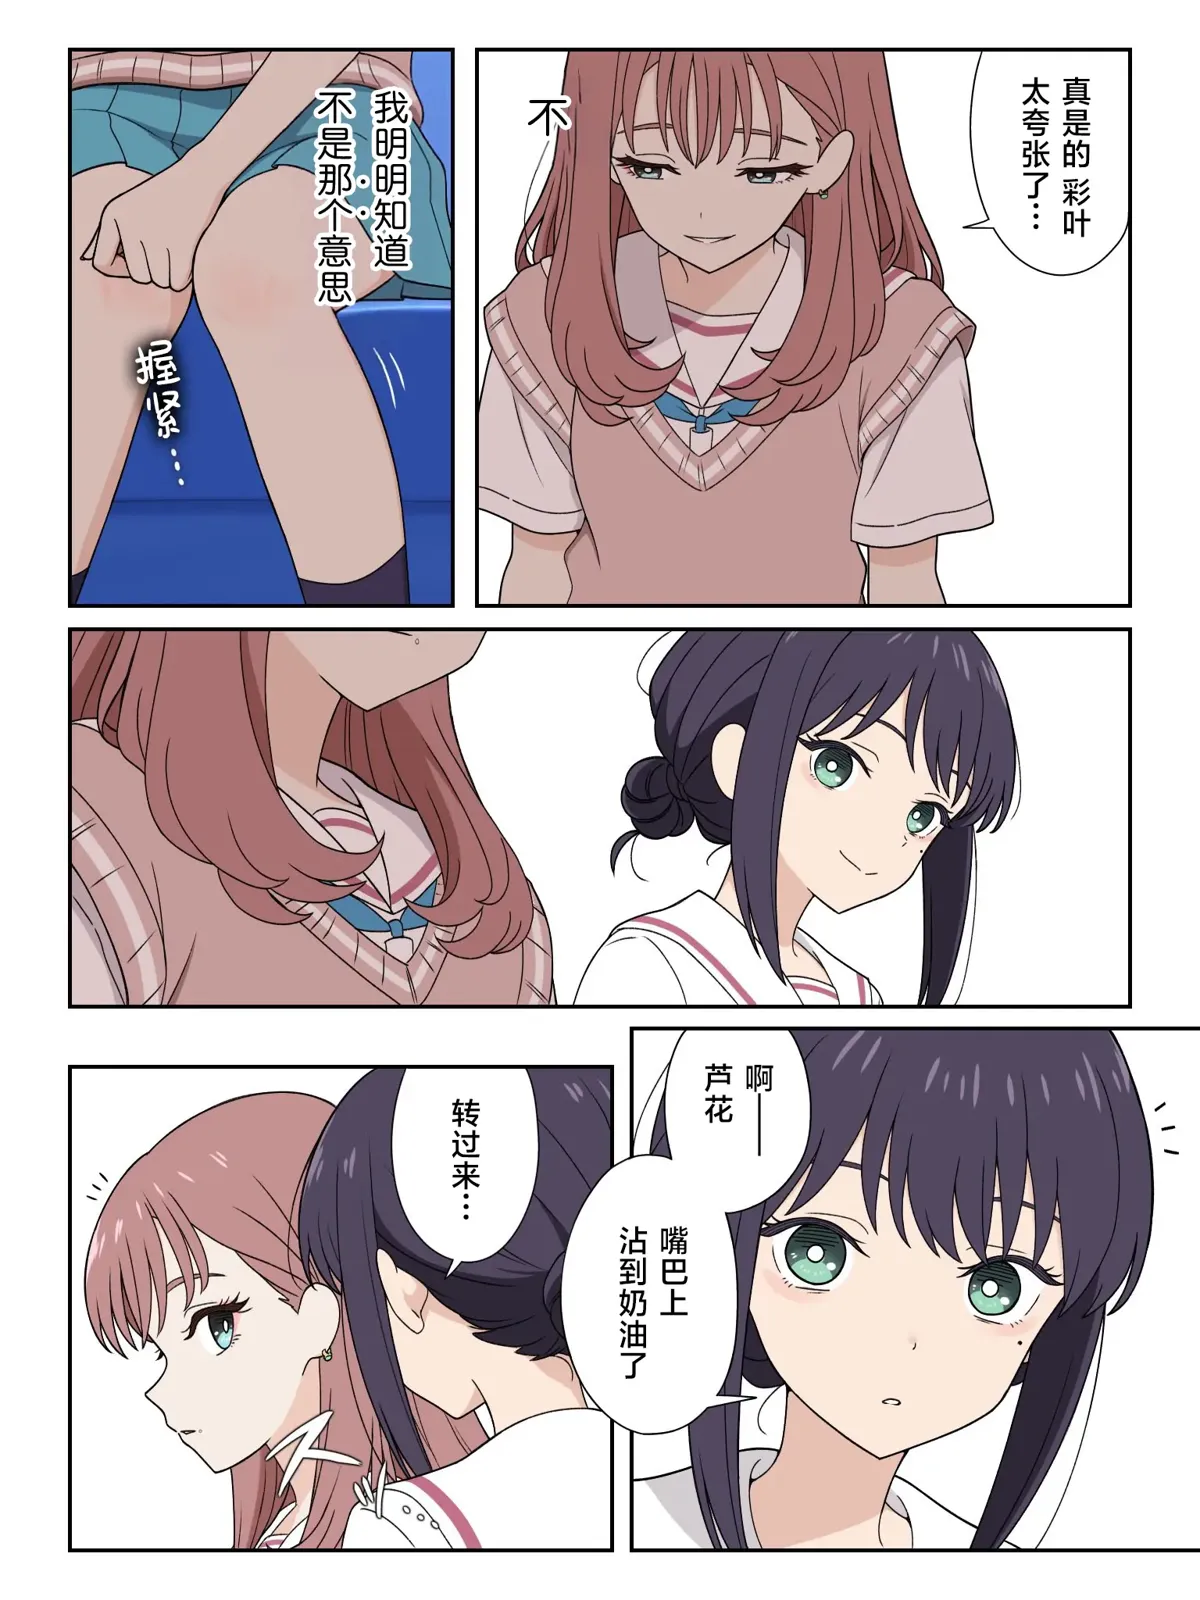 真是的 彩叶
太夸张了…
不
我明明知道
不是那个意思
握紧…
啊——
芦花
嘴巴上
沾到奶油了
转过来…
ス